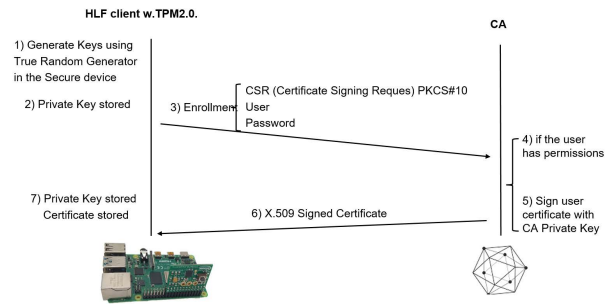 HLF client w.TPM2.0.
CA
1) Generate Keys using
True Random Generator
in the Secure device
2) Private Key stored
3) Enrollment
CSR (Certificate Signing Reques) PKCS#10
User
Password
4) if the user
has permissions
5) Sign user
certificate with
CA Private Key
6) X.509 Signed Certificate
7) Private Key stored
Certificate stored